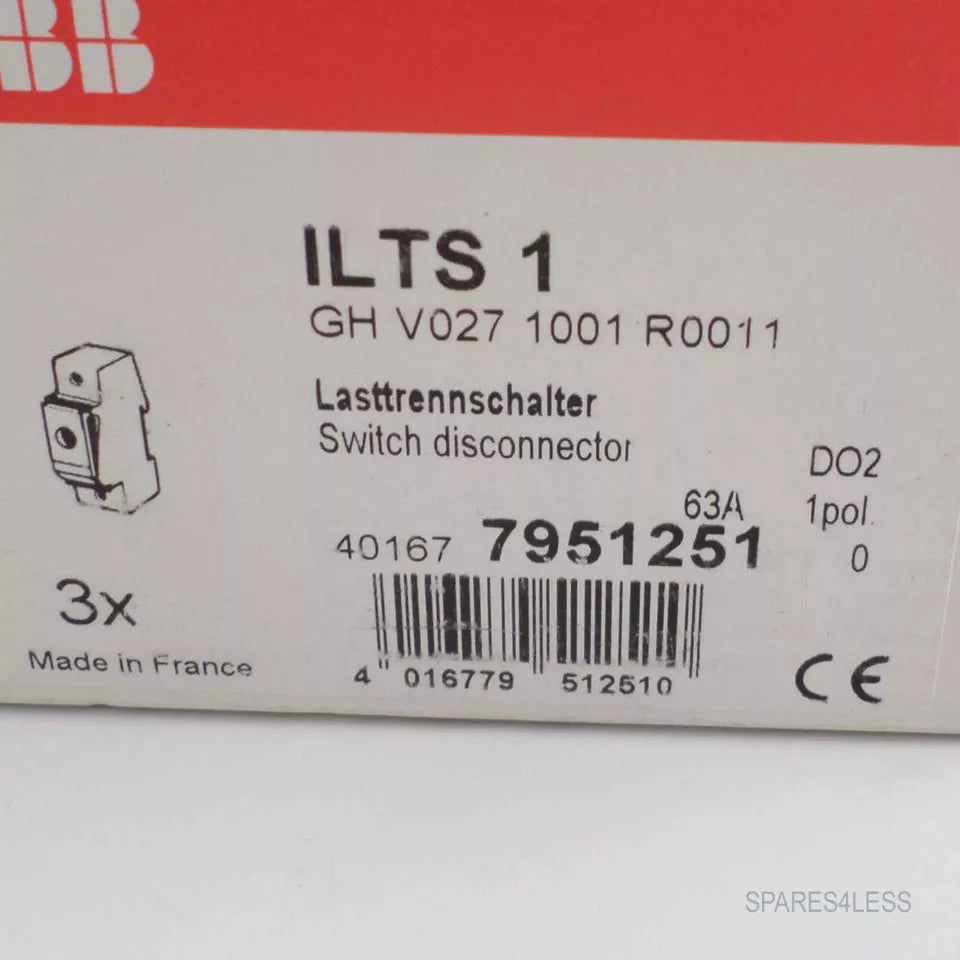 BB
ILTS 1
GH V027 1001 R0011
Lasttrennschalter
Switch disconnector
DO2
63A 1pol.
40167 7951251 0
3x
Made in France
4 016779 512510
CE
SPARES4LESS